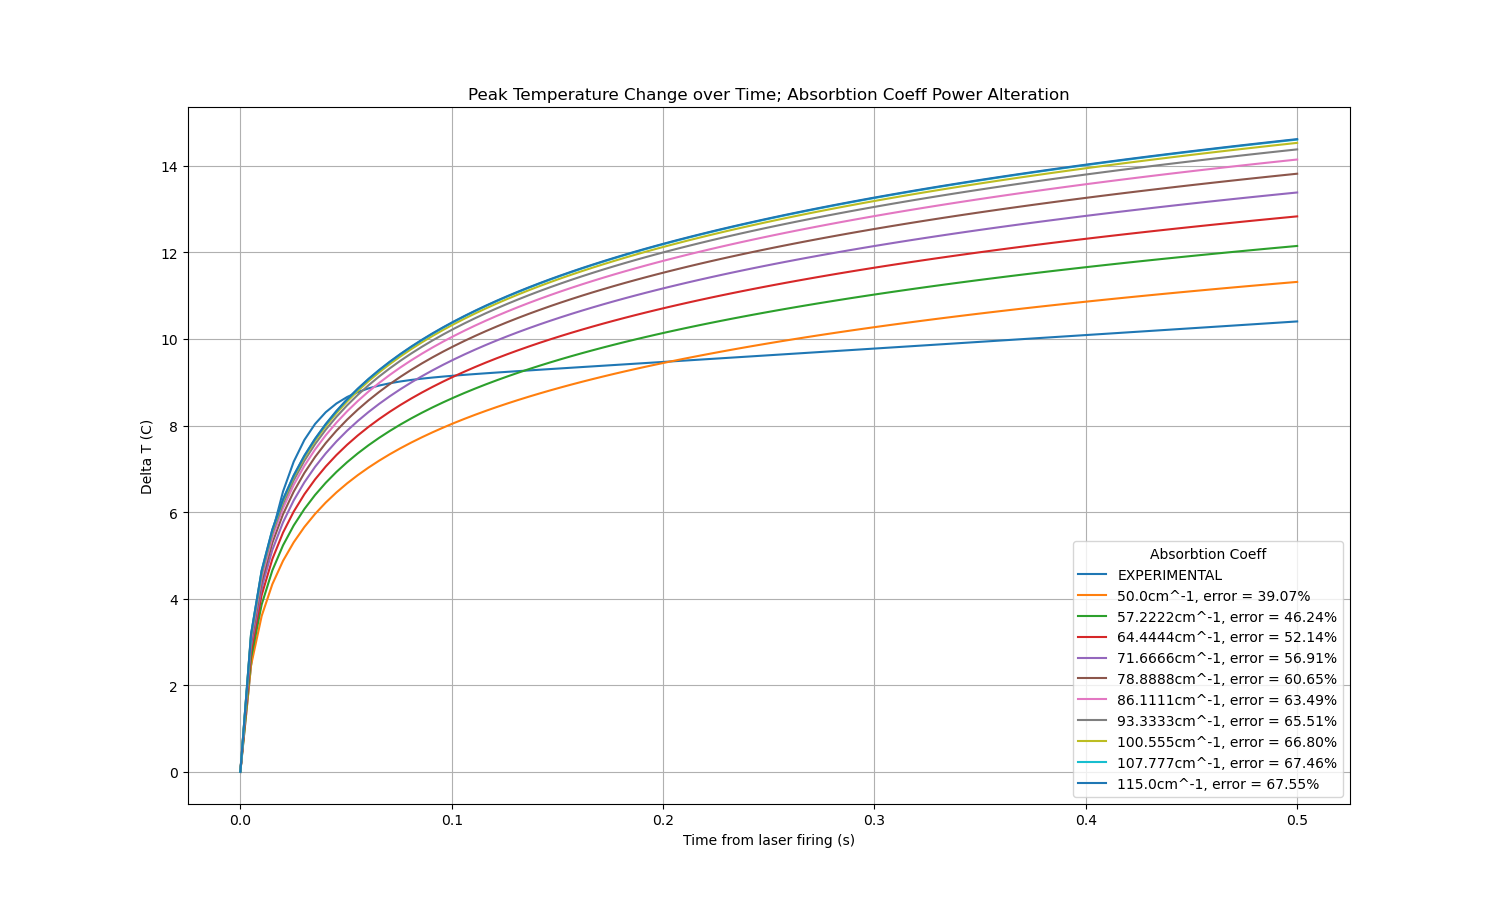 Peak Temperature Change over Time; Absorbtion Coeff Power Alteration
Delta T (C)
14
12
10
8
6
4
2
0
Absorbtion Coeff
EXPERIMENTAL
50.0cm^-1, error = 39.07%
57.2222cm^-1, error = 46.24%
64.4444cm^-1, error = 52.14%
71.6666cm^-1, error = 56.91%
78.8888cm^-1, error = 60.65%
86.1111cm^-1, error = 63.49%
93.3333cm^-1, error = 65.51%
100.555cm^-1, error = 66.80%
107.777cm^-1, error = 67.46%
115.0cm^-1, error = 67.55%
0.0 0.1 0.2 0.3 0.4 0.5
Time from laser firing (s)